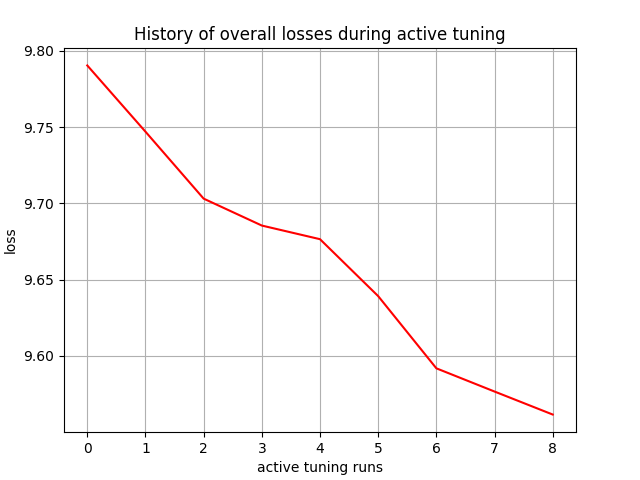 History of overall losses during active tuning
9.80
9.75
9.70
9.65
9.60
loss
0 1 2 3 4 5 6 7 8
active tuning runs